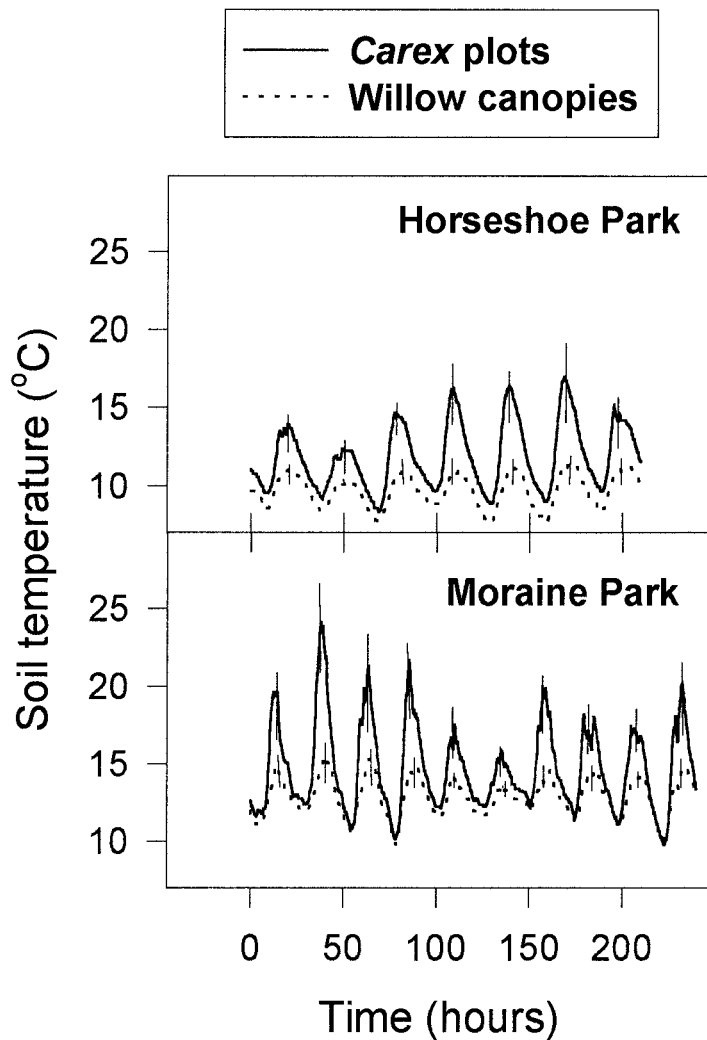 Carex plots
Willow canopies
Horseshoe Park
25
20
15
10
Moraine Park
25
20
15
10
Soil temperature (°C)
0 50 100 150 200
Time (hours)